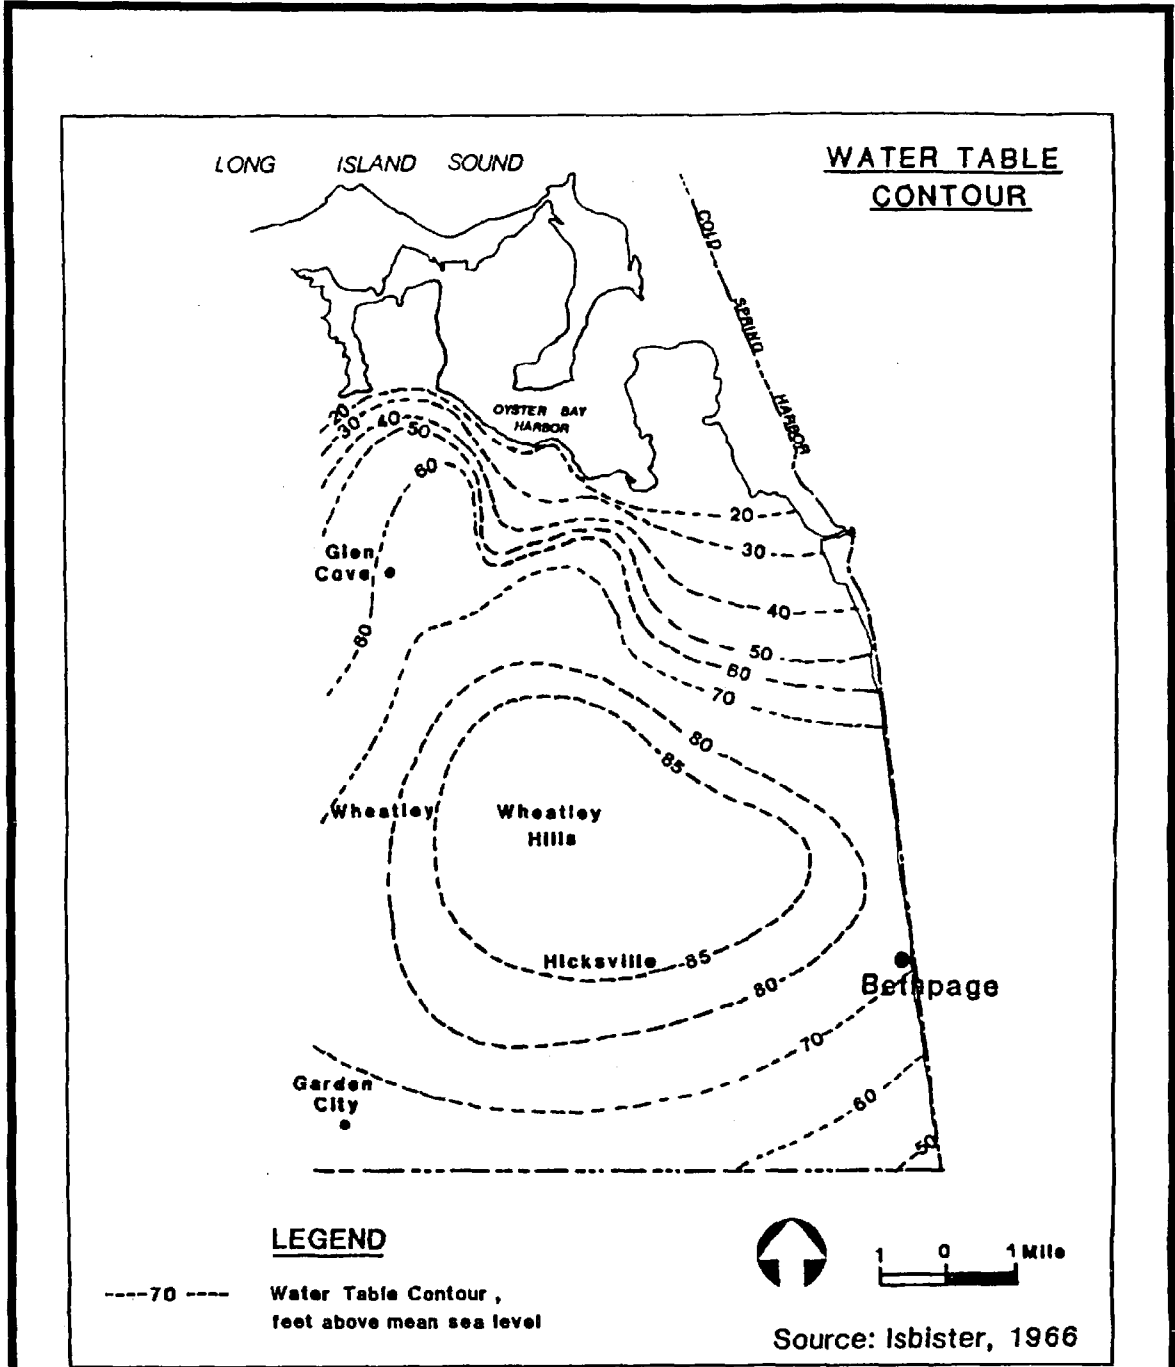 LONG ISLAND SOUND
WATER TABLE
CONTOUR
COLD
SPRING
HARBOR
OYSTER BAY
HARBOR
20
30
40
50
60
20
30
Glen
Cove
40
60
50
60
70
80
85
Wheatley
Wheatley
Hills
Hicksville
85
80
Bethpage
70
Garden
City
60
50
LEGEND
1 0 1 Mile
----70 ----
Water Table Contour ,
feet above mean sea level
Source: Isbister, 1966